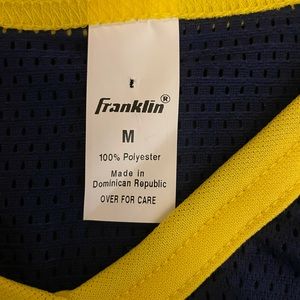 Franklin®
M
100% Polyester
Made in
Dominican Republic
OVER FOR CARE